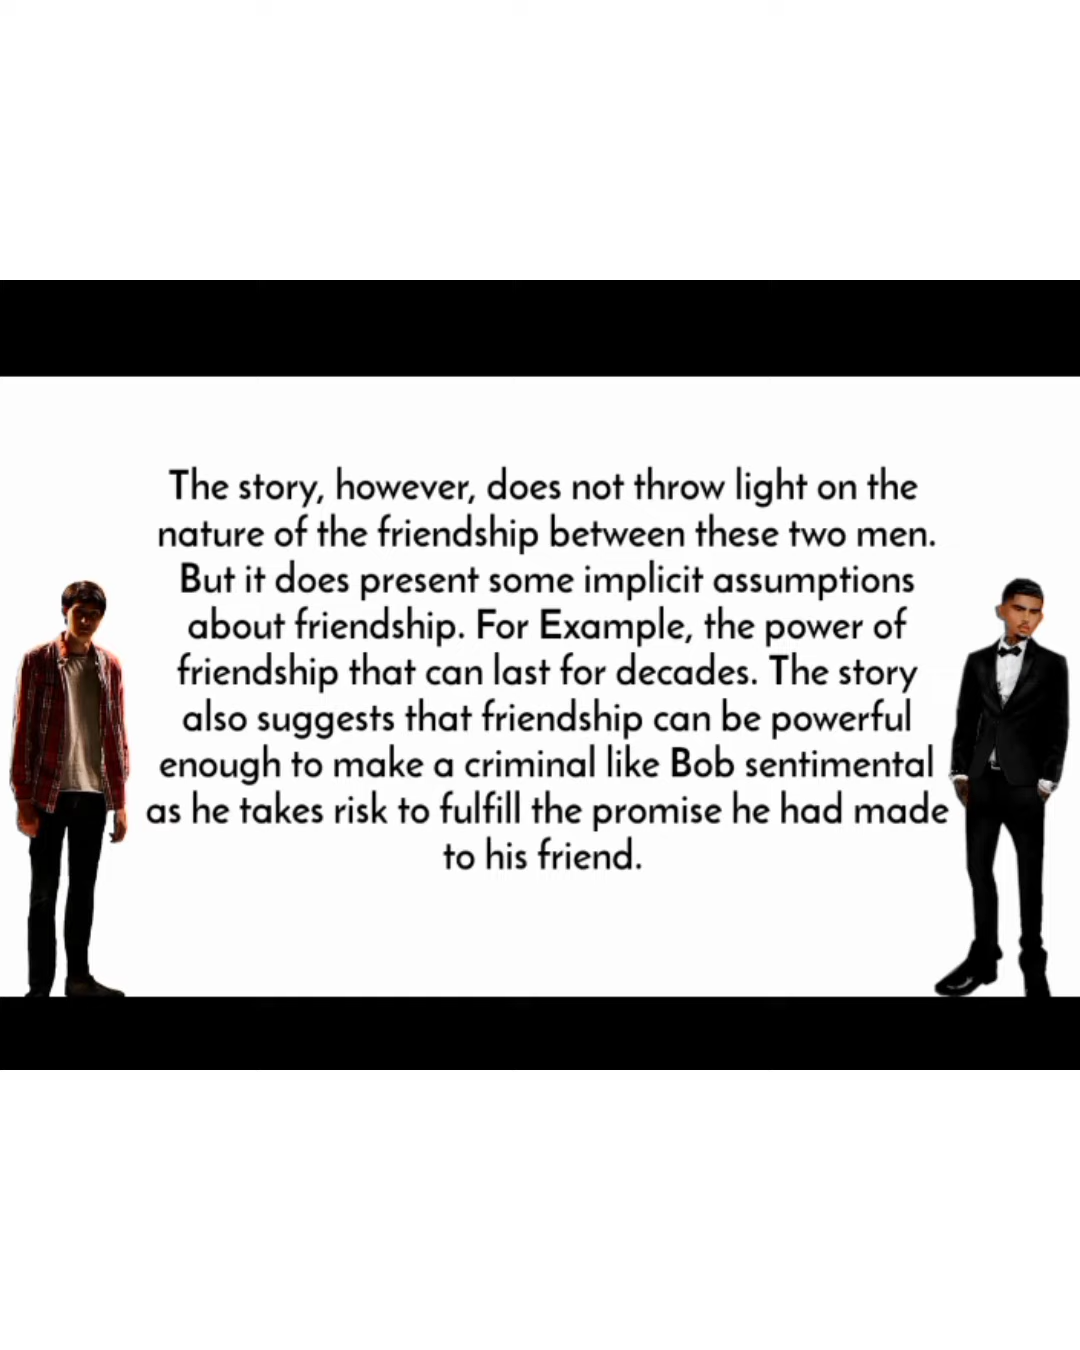 The story, however, does not throw light on the
nature of the friendship between these two men.
But it does present some implicit assumptions
about friendship. For Example, the power of
friendship that can last for decades. The story
also suggests that friendship can be powerful
enough to make a criminal like Bob sentimental
as he takes risk to fulfill the promise he had made
to his friend.